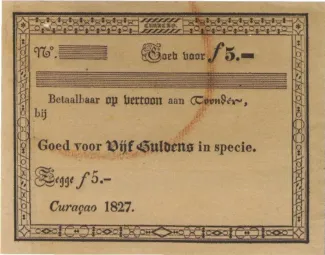 CURAÇAO.
N°. Goed voor ƒ 5.—
Betaalbaar op vertoon aan Toonder,
bij
Goed voor Vijf Guldens in specie.
Zegge ƒ 5.—
Curaçao 1827.